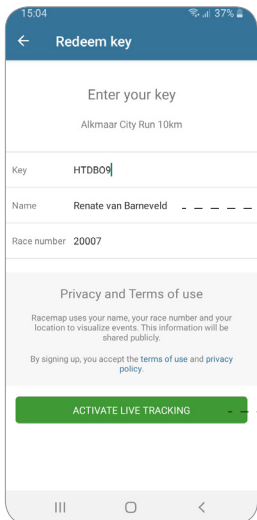 15:04 37%
Redeem key
Enter your key
Alkmaar City Run 10km
Key HTDBO9
Name Renate van Barneveld
Race number 20007
Privacy and Terms of use
Racemap uses your name, your race number and your
location to visualize events. This information will be
shared publicly.
By signing up, you accept the terms of use and privacy
policy.
ACTIVATE LIVE TRACKING